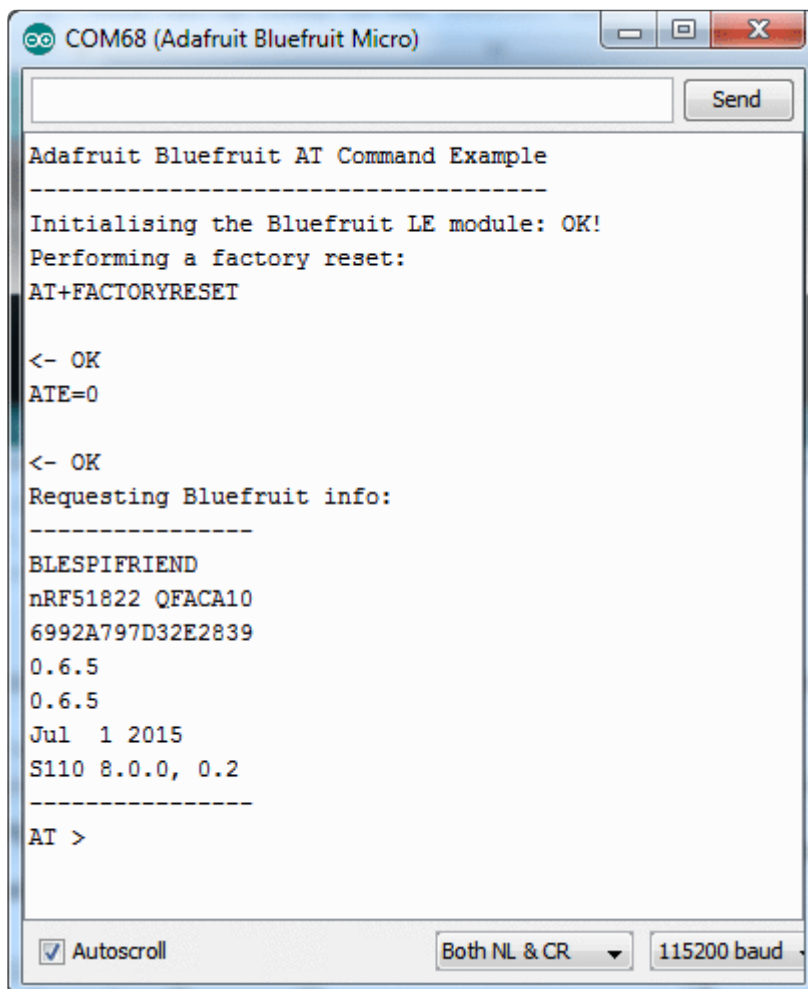 COM68 (Adafruit Bluefruit Micro)
Send
Adafruit Bluefruit AT Command Example
-------------------------------------
Initialising the Bluefruit LE module: OK!
Performing a factory reset:
AT+FACTORYRESET
<- OK
ATE=0
<- OK
Requesting Bluefruit info:
----------------
BLESPIFRIEND
nRF51822 QFACA10
6992A797D32E2839
0.6.5
0.6.5
Jul  1 2015
S110 8.0.0, 0.2
----------------
AT >
Autoscroll
Both NL & CR
115200 baud